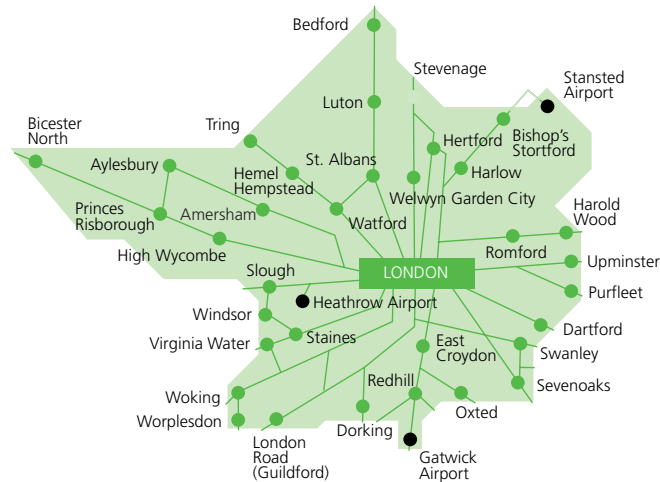 Bedford
Stevenage
Stansted
Airport
Luton
Bicester
North
Tring
Hertford
Bishop's
Stortford
Aylesbury
St. Albans
Hemel
Hempstead
Harlow
Welwyn Garden City
Princes
Risborough
Amersham
Watford
Harold
Wood
High Wycombe
Romford
Slough
LONDON
Upminster
Heathrow Airport
Purfleet
Windsor
Staines
Dartford
Virginia Water
East
Croydon
Swanley
Redhill
Sevenoaks
Woking
Oxted
Worplesdon
Dorking
London
Road
(Guildford)
Gatwick
Airport